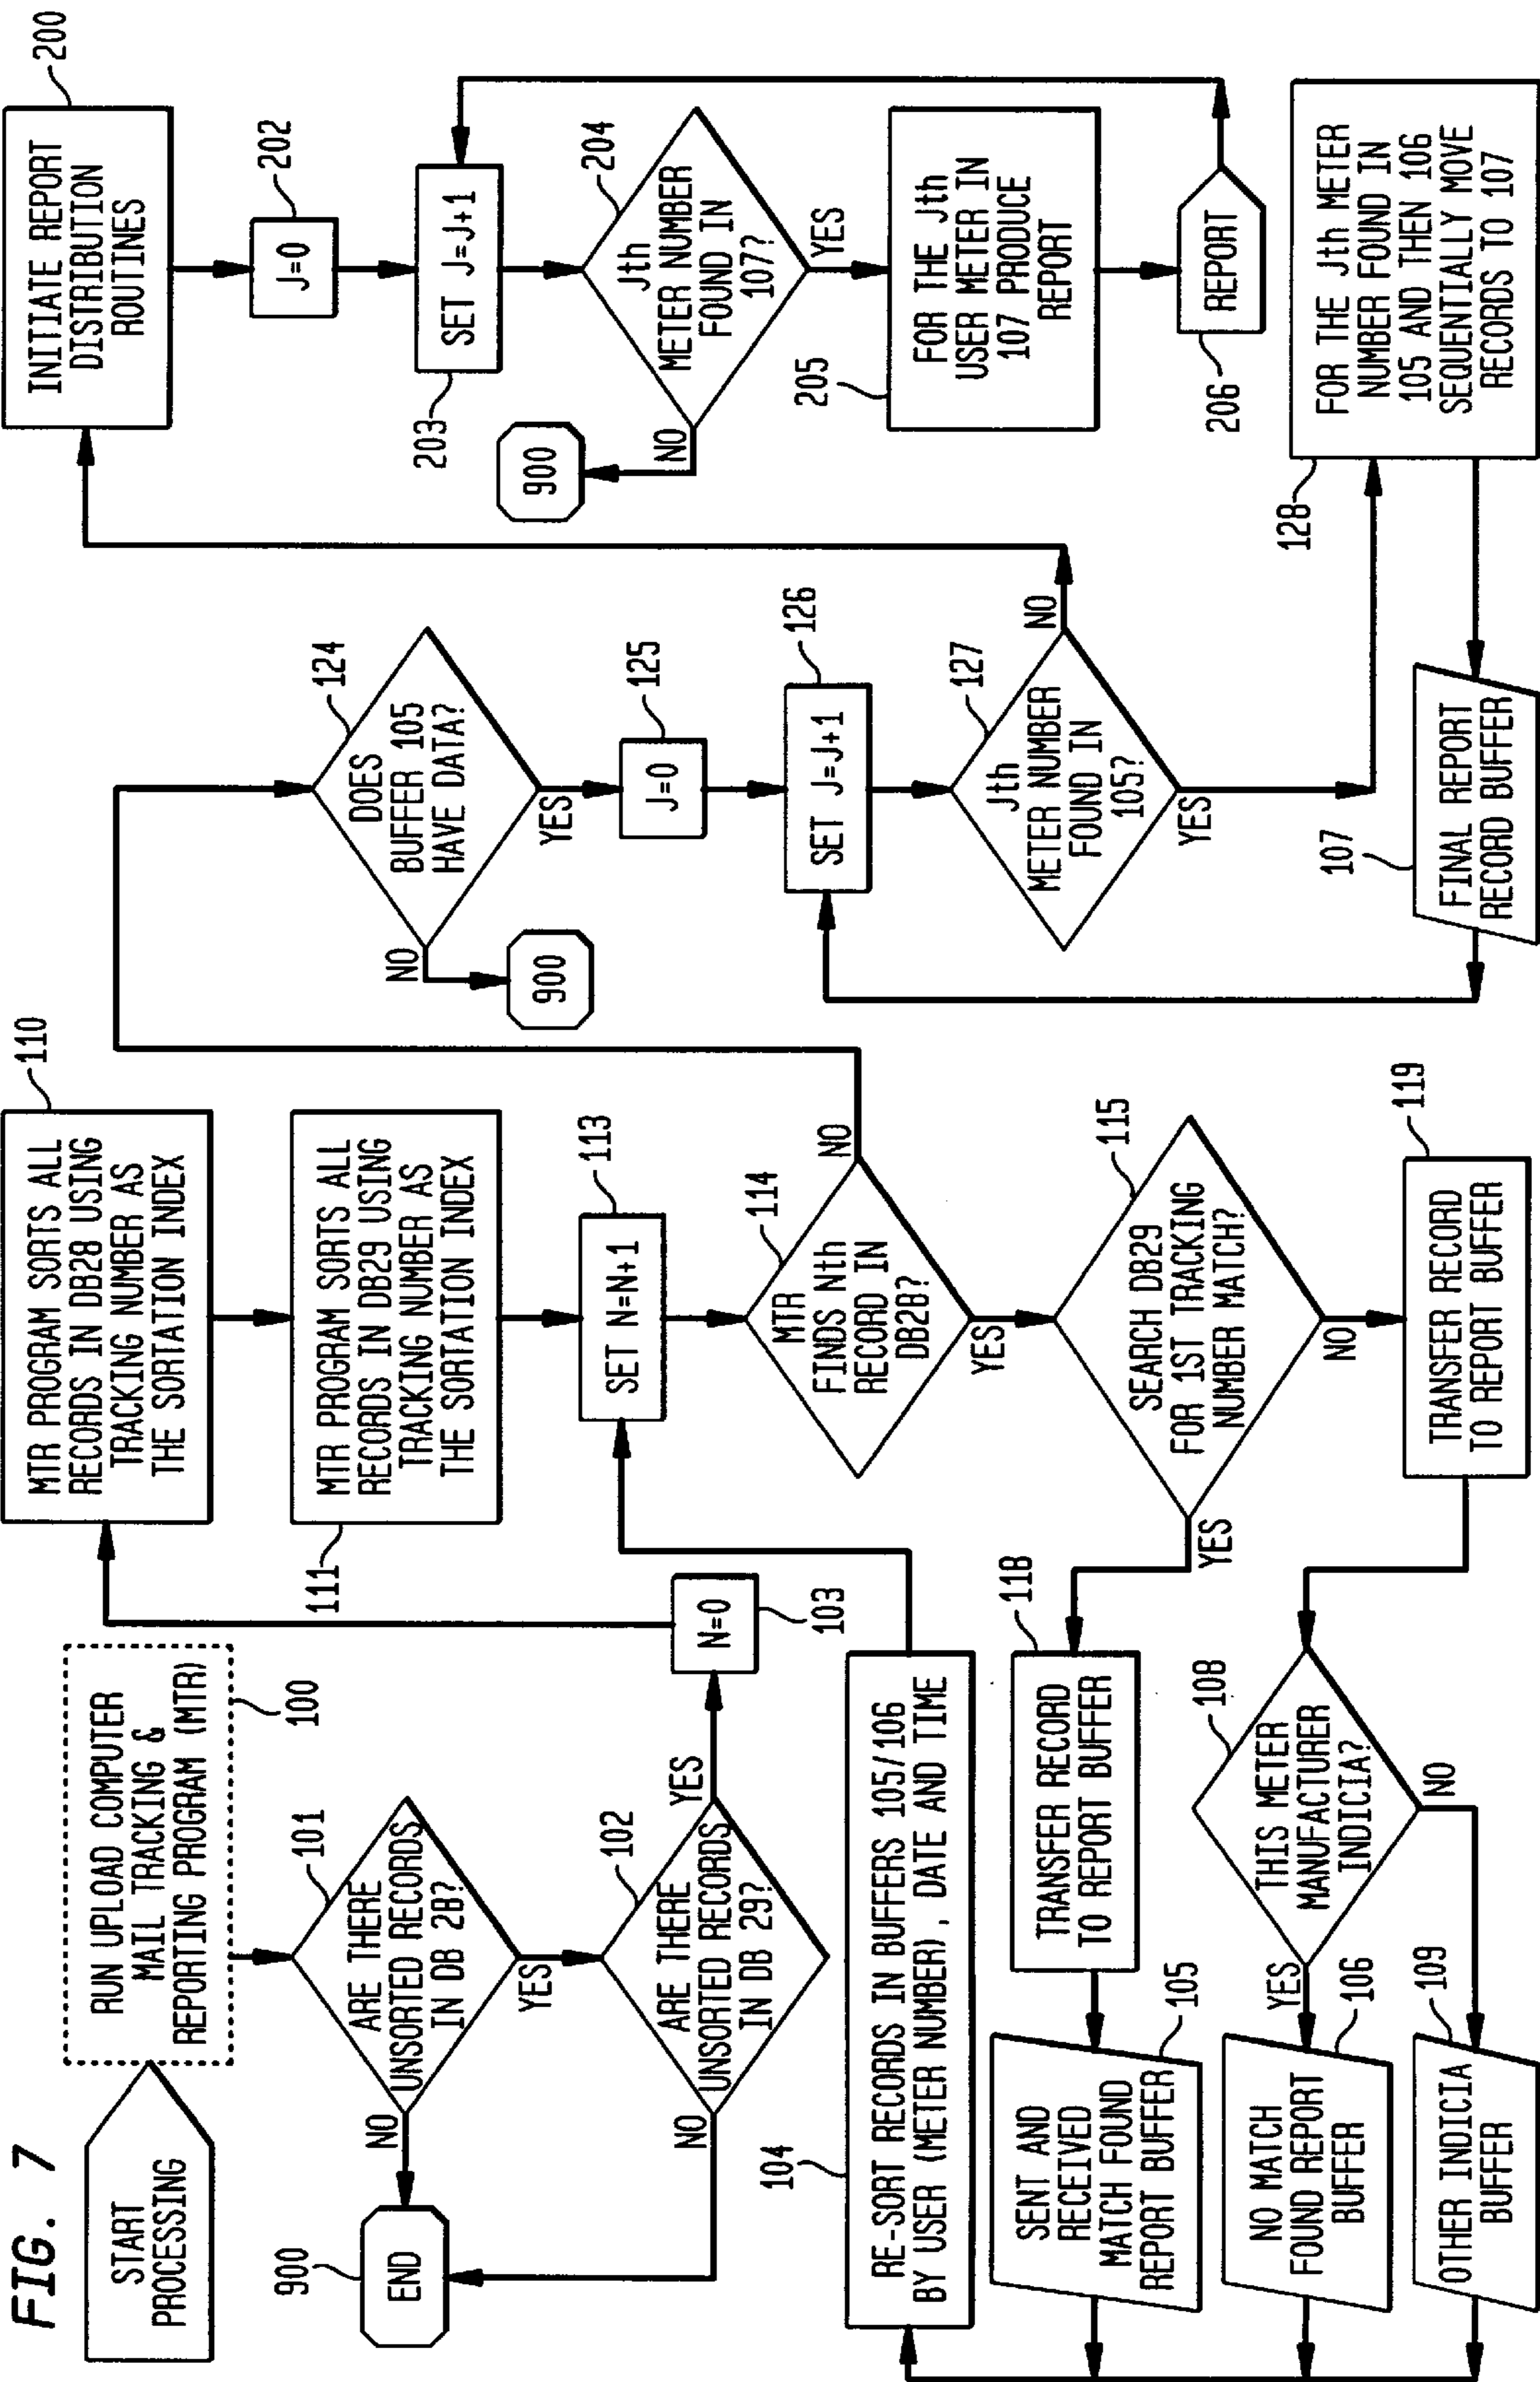 FIG. 7
START
PROCESSING
RUN UPLOAD COMPUTER
MAIL TRACKING &
REPORTING PROGRAM (MTR)
100
ARE THERE
UNSORTED RECORDS
IN DB 28?
101
NO
YES
900
END
ARE THERE
UNSORTED RECORDS
IN DB 29?
102
NO
YES
N=0
103
104
RE-SORT RECORDS IN BUFFERS 105/106
BY USER (METER NUMBER), DATE AND TIME
118
TRANSFER RECORD
TO REPORT BUFFER
SENT AND
RECEIVED
MATCH FOUND
REPORT BUFFER
105
108
THIS METER
MANUFACTURER
INDICIA?
YES
NO
NO MATCH
FOUND REPORT
BUFFER
106
OTHER INDICIA
BUFFER
109
110
MTR PROGRAM SORTS ALL
RECORDS IN DB28 USING
TRACKING NUMBER AS
THE SORTATION INDEX
111
MTR PROGRAM SORTS ALL
RECORDS IN DB29 USING
TRACKING NUMBER AS
THE SORTATION INDEX
113
SET N=N+1
114
MTR
FINDS Nth
RECORD IN
DB28?
NO
YES
115
SEARCH DB29
FOR 1ST TRACKING
NUMBER MATCH?
YES
NO
119
TRANSFER RECORD
TO REPORT BUFFER
124
DOES
BUFFER 105
HAVE DATA?
NO
900
YES
125
J=0
126
SET J=J+1
127
Jth
METER NUMBER
FOUND IN
105?
NO
YES
107
FINAL REPORT
RECORD BUFFER
200
INITIATE REPORT
DISTRIBUTION
ROUTINES
202
J=0
203
SET J=J+1
204
Jth
METER NUMBER
FOUND IN
107?
NO
900
YES
205
FOR THE Jth
USER METER IN
107 PRODUCE
REPORT
206
REPORT
128
FOR THE Jth METER
NUMBER FOUND IN
105 AND THEN 106
SEQUENTIALLY MOVE
RECORDS TO 107